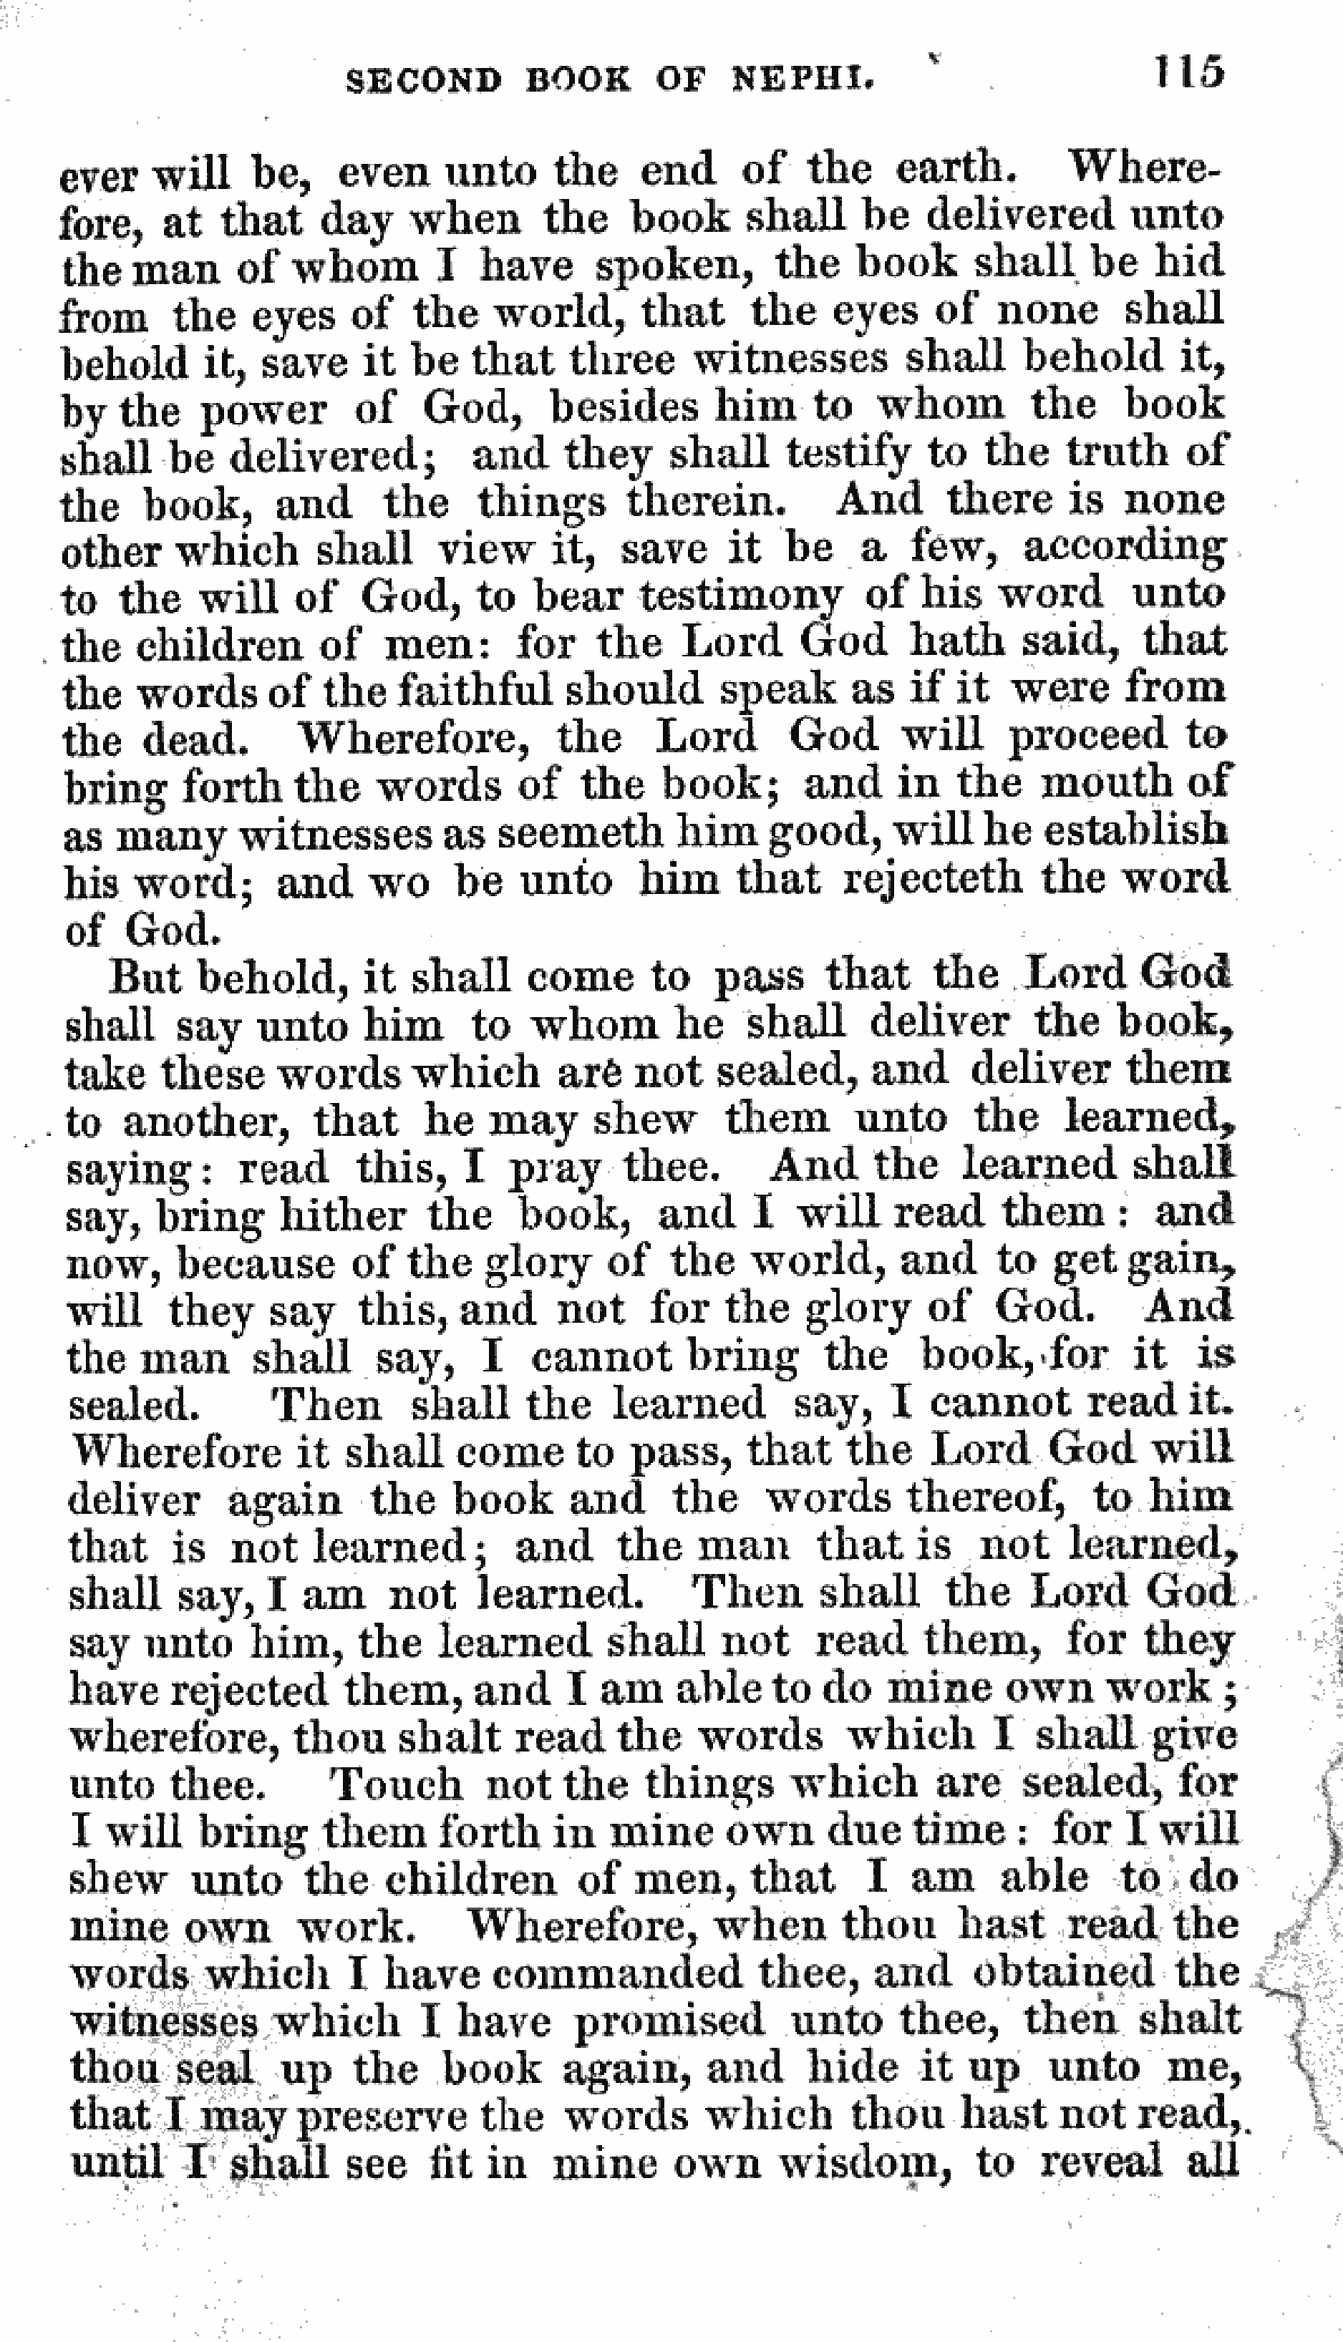 SECOND BOOK OF NEPHI. 115
ever will be, even unto the end of the earth. Where-
fore, at that day when the book shall be delivered unto
the man of whom I have spoken, the book shall be hid
from the eyes of the world, that the eyes of none shall
behold it, save it be that three witnesses shall behold it,
by the power of God, besides him to whom the book
shall be delivered; and they shall testify to the truth of
the book, and the things therein. And there is none
other which shall view it, save it be a few, according
to the will of God, to bear testimony of his word unto
the children of men: for the Lord God hath said, that
the words of the faithful should speak as if it were from
the dead. Wherefore, the Lord God will proceed to
bring forth the words of the book; and in the mouth of
as many witnesses as seemeth him good, will he establish
his word; and wo be unto him that rejecteth the word
of God.
But behold, it shall come to pass that the Lord God
shall say unto him to whom he shall deliver the book,
take these words which are not sealed, and deliver them
to another, that he may shew them unto the learned,
saying: read this, I pray thee. And the learned shall
say, bring hither the book, and I will read them: and
now, because of the glory of the world, and to get gain,
will they say this, and not for the glory of God. And
the man shall say, I cannot bring the book, for it is
sealed. Then shall the learned say, I cannot read it.
Wherefore it shall come to pass, that the Lord God will
deliver again the book and the words thereof, to him
that is not learned; and the man that is not learned,
shall say, I am not learned. Then shall the Lord God
say unto him, the learned shall not read them, for they
have rejected them, and I am able to do mine own work;
wherefore, thou shalt read the words which I shall give
unto thee. Touch not the things which are sealed, for
I will bring them forth in mine own due time: for I will
shew unto the children of men, that I am able to do
mine own work. Wherefore, when thou hast read the
words which I have commanded thee, and obtained the
witnesses which I have promised unto thee, then shalt
thou seal up the book again, and hide it up unto me,
that I may preserve the words which thou hast not read,
until I shall see fit in mine own wisdom, to reveal all